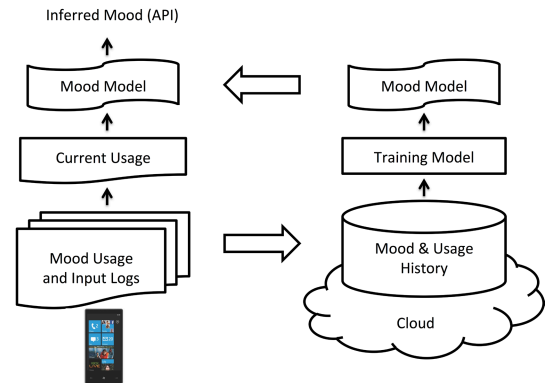 Inferred Mood (API)
Mood Model
Mood Model
Current Usage
Training Model
Mood Usage
and Input Logs
Mood & Usage
History
Cloud